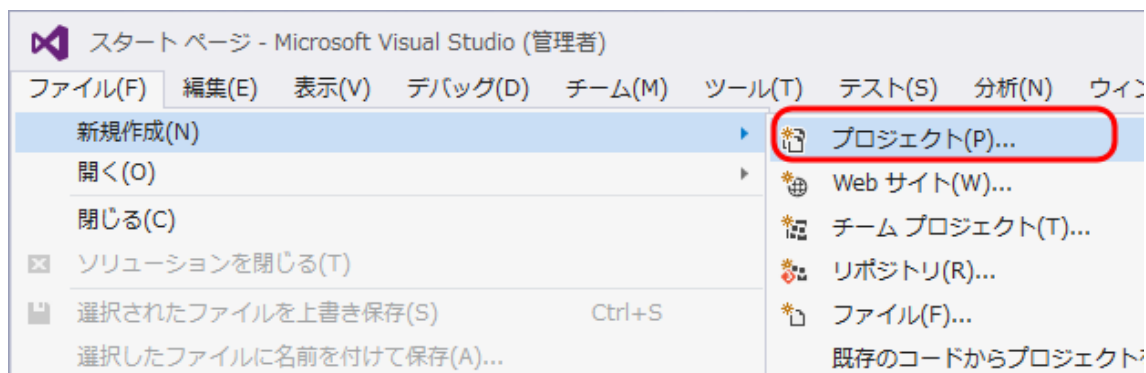 スタート ページ - Microsoft Visual Studio (管理者)
ファイル(F) 編集(E) 表示(V) デバッグ(D) チーム(M) ツール(T) テスト(S) 分析(N) ウィン
新規作成(N)
開く(O)
閉じる(C)
ソリューションを閉じる(T)
選択されたファイルを上書き保存(S) Ctrl+S
選択したファイルに名前を付けて保存(A)...
プロジェクト(P)...
Web サイト(W)...
チーム プロジェクト(T)...
リポジトリ(R)...
ファイル(F)...
既存のコードからプロジェクト